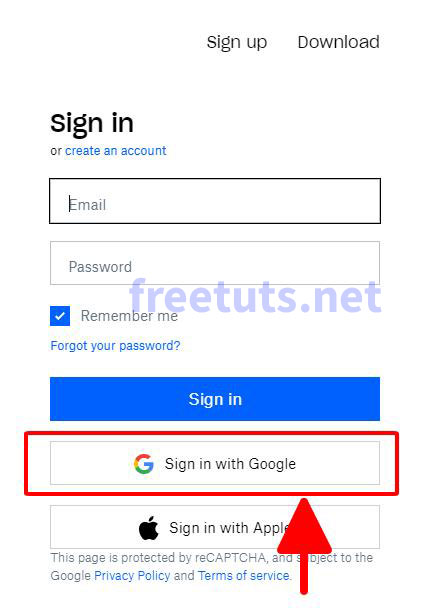 Sign up Download
Sign in
or create an account
Email
Password
freetuts.net
Remember me
Forgot your password?
Sign in
Sign in with Google
Sign in with Apple
This page is protected by reCAPTCHA, and subject to the
Google Privacy Policy and Terms of service.